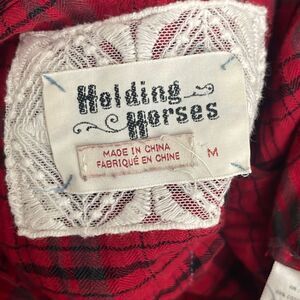 Holding
Horses
MADE IN CHINA
FABRIQUÉ EN CHINE
M